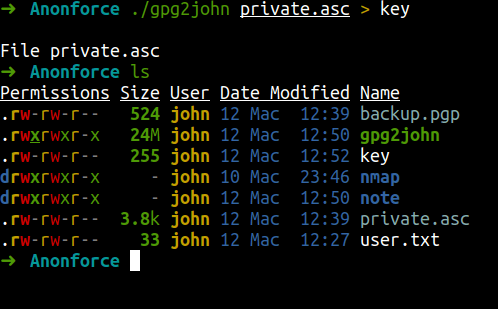 ➜ Anonforce ./gpg2john private.asc > key
File private.asc
➜ Anonforce ls
Permissions Size User Date Modified Name
.rw-rw-r-- 524 john 12 Mac 12:39 backup.pgp
.rwxrwxr-x 24M john 12 Mac 12:50 gpg2john
.rw-rw-r-- 255 john 12 Mac 12:52 key
drwxrwxr-x - john 10 Mac 23:46 nmap
drwxrwxr-x - john 12 Mac 12:50 note
.rw-rw-r-- 3.8k john 12 Mac 12:39 private.asc
.rw-rw-r-- 33 john 12 Mac 12:27 user.txt
➜ Anonforce